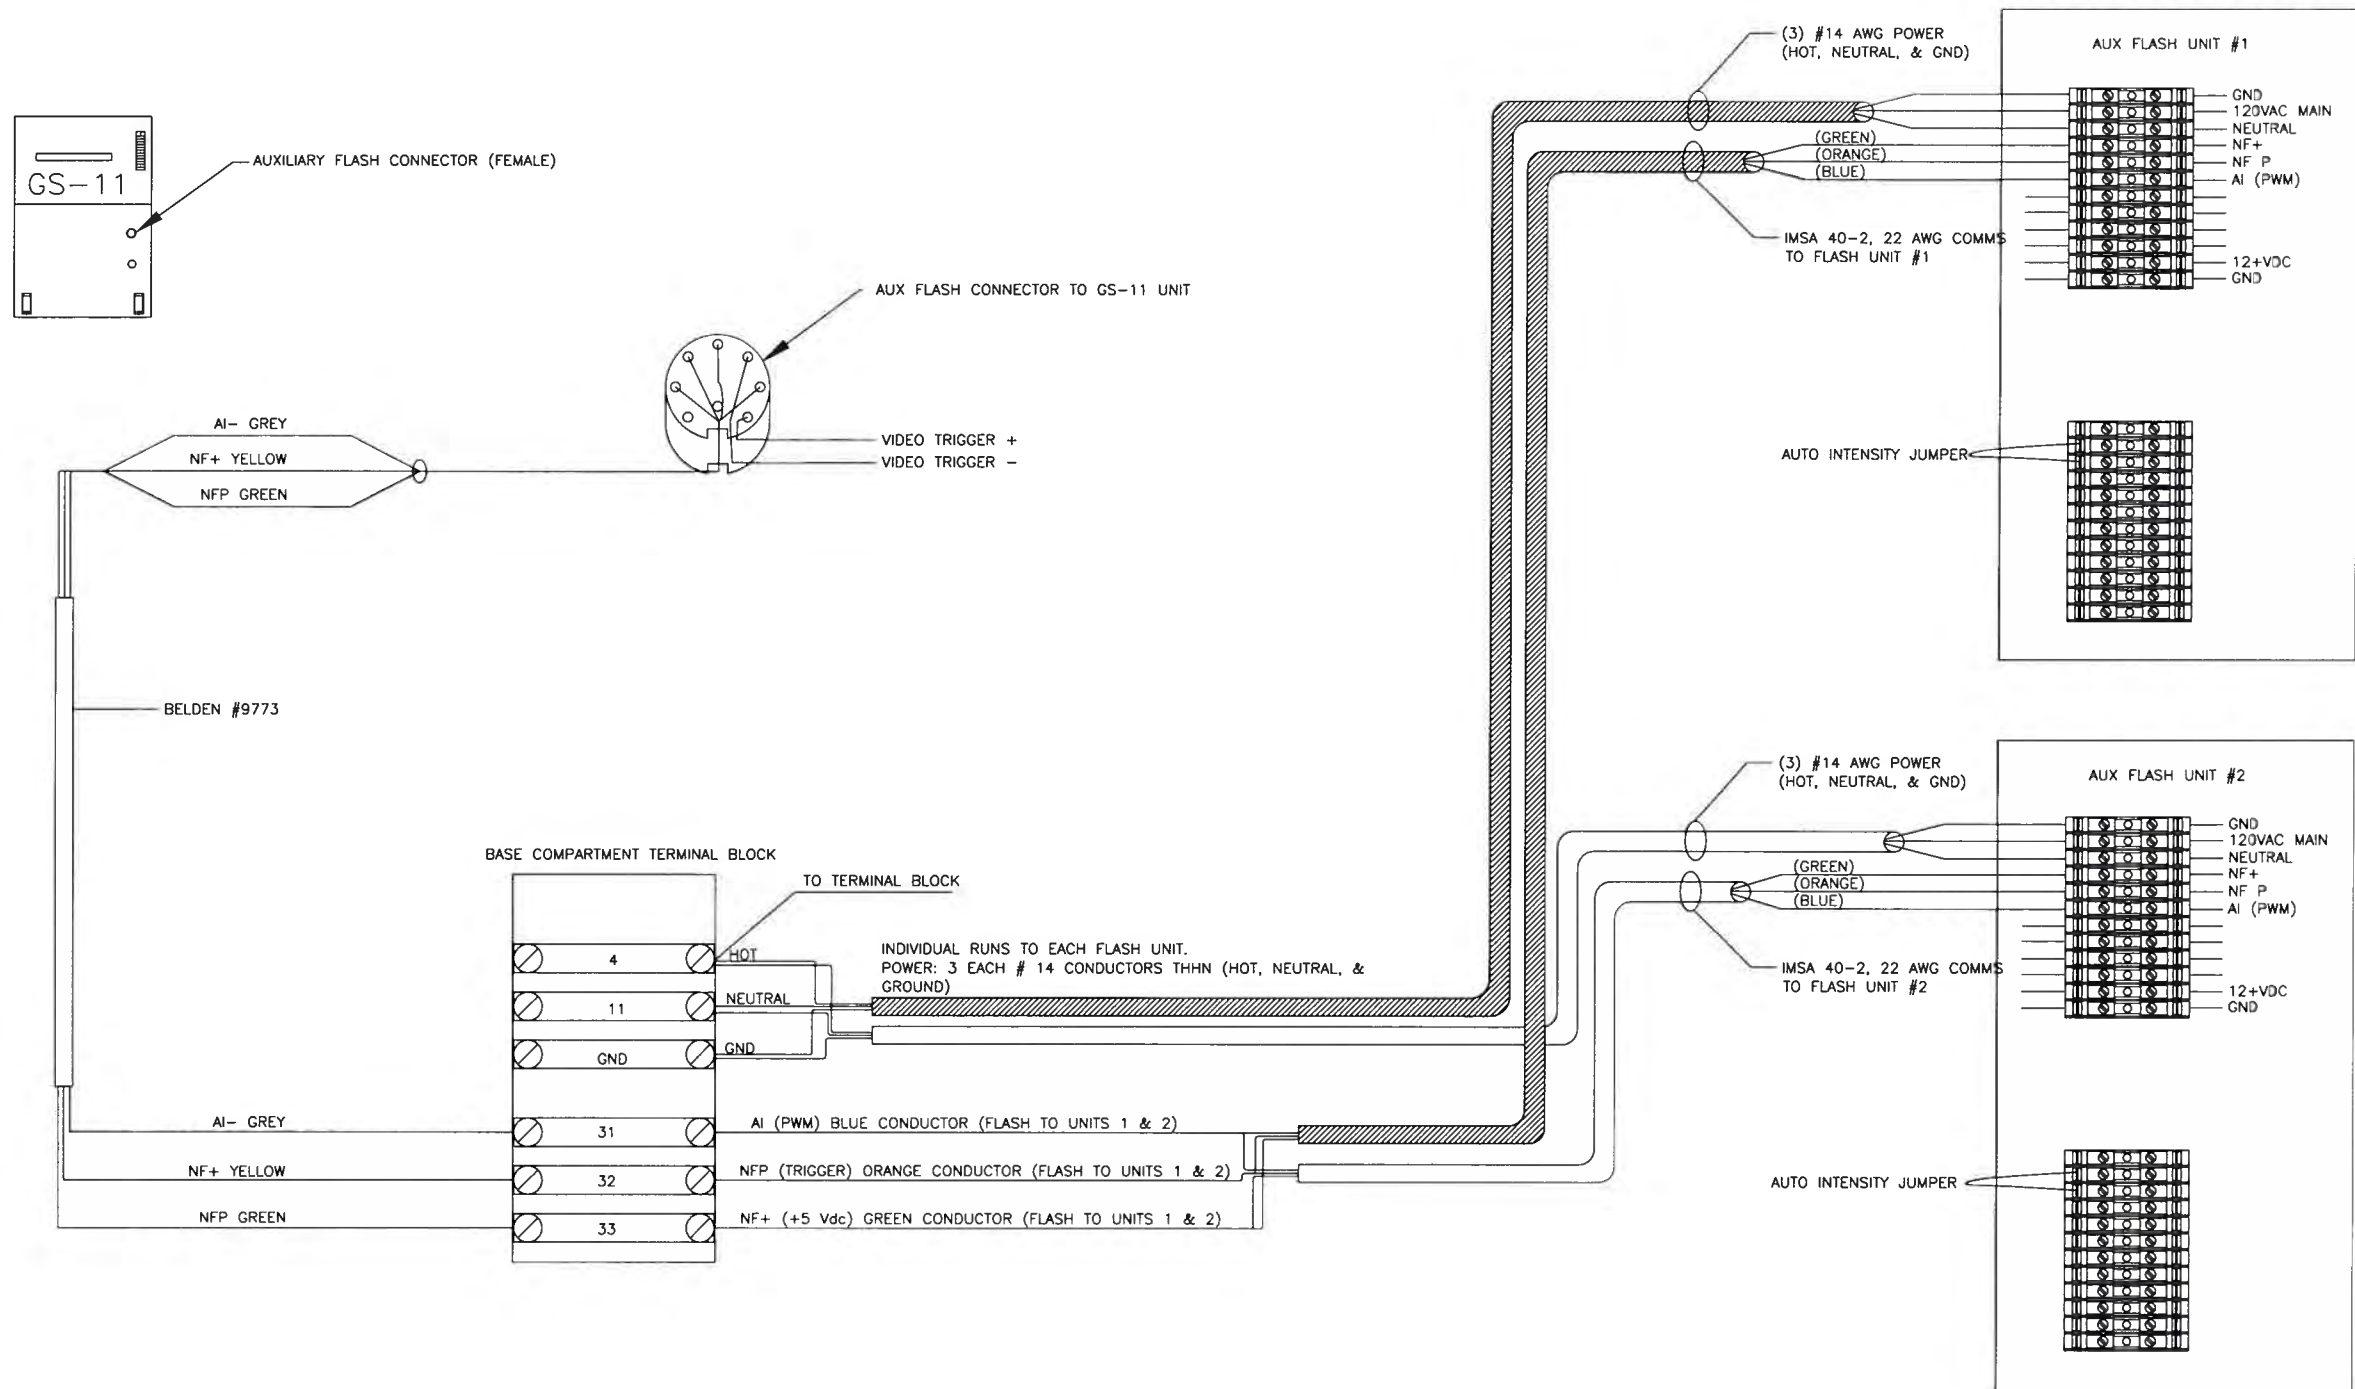 (3) #14 AWG POWER
(HOT, NEUTRAL, & GND)
AUX FLASH UNIT #1
GND
120VAC MAIN
NEUTRAL
NF+
NF P
AI (PWM)
12+VDC
GND
(GREEN)
(ORANGE)
(BLUE)
IMSA 40-2, 22 AWG COMMS
TO FLASH UNIT #1
AUTO INTENSITY JUMPER
GS-11
AUXILIARY FLASH CONNECTOR (FEMALE)
AUX FLASH CONNECTOR TO GS-11 UNIT
VIDEO TRIGGER +
VIDEO TRIGGER -
AI- GREY
NF+ YELLOW
NFP GREEN
BELDEN #9773
BASE COMPARTMENT TERMINAL BLOCK
TO TERMINAL BLOCK
4
HOT
11
NEUTRAL
GND
GND
INDIVIDUAL RUNS TO EACH FLASH UNIT.
POWER: 3 EACH # 14 CONDUCTORS THHN (HOT, NEUTRAL, &
GROUND)
AI- GREY
31
AI (PWM) BLUE CONDUCTOR (FLASH TO UNITS 1 & 2)
NF+ YELLOW
32
NFP (TRIGGER) ORANGE CONDUCTOR (FLASH TO UNITS 1 & 2)
NFP GREEN
33
NF+ (+5 Vdc) GREEN CONDUCTOR (FLASH TO UNITS 1 & 2)
(3) #14 AWG POWER
(HOT, NEUTRAL, & GND)
AUX FLASH UNIT #2
GND
120VAC MAIN
NEUTRAL
NF+
NF P
AI (PWM)
12+VDC
GND
(GREEN)
(ORANGE)
(BLUE)
IMSA 40-2, 22 AWG COMMS
TO FLASH UNIT #2
AUTO INTENSITY JUMPER